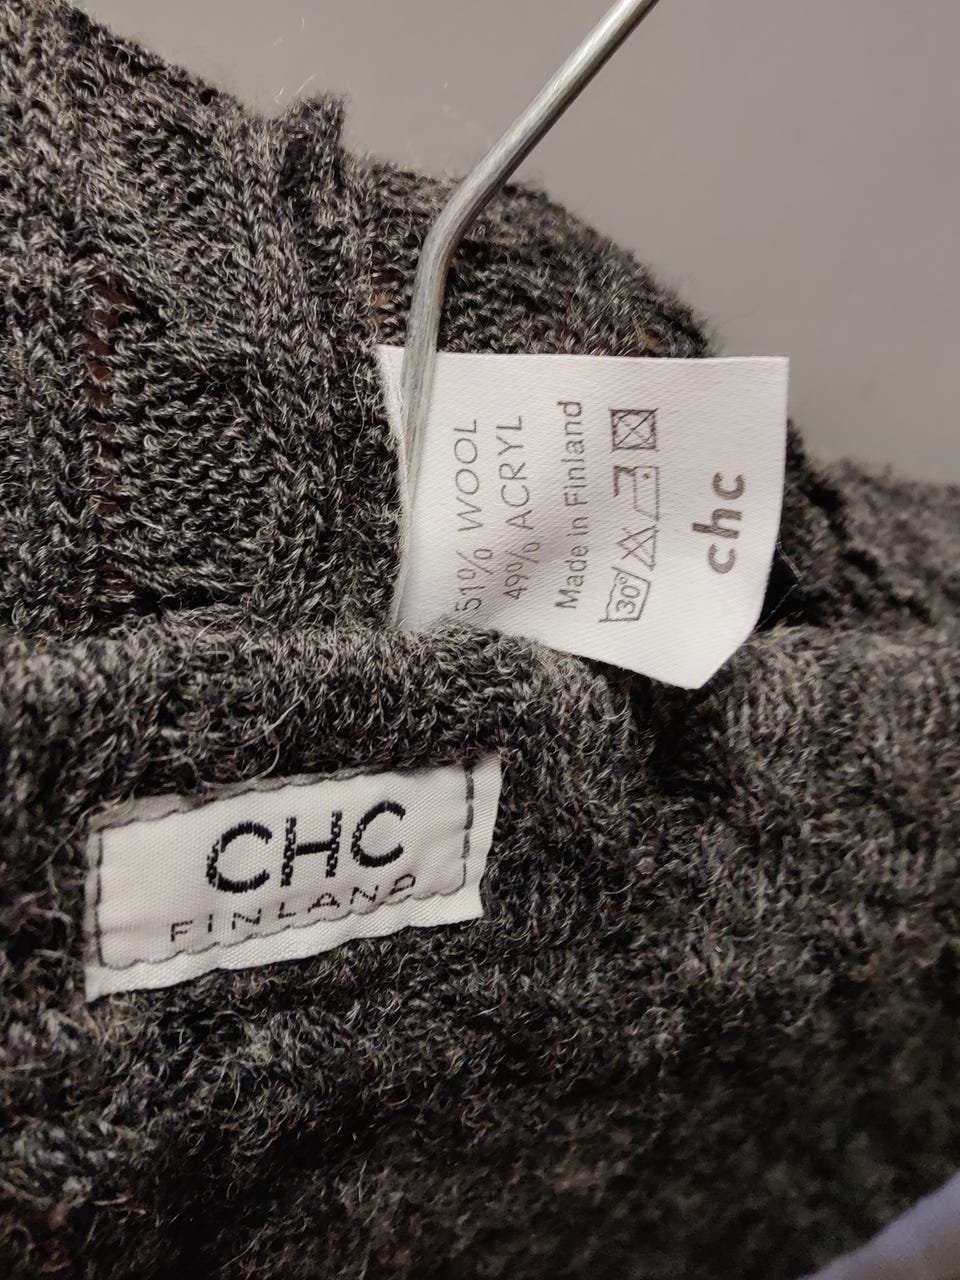 51% WOOL
49% ACRYL
Made in Finland
30°
chc
CHC
FINLAND